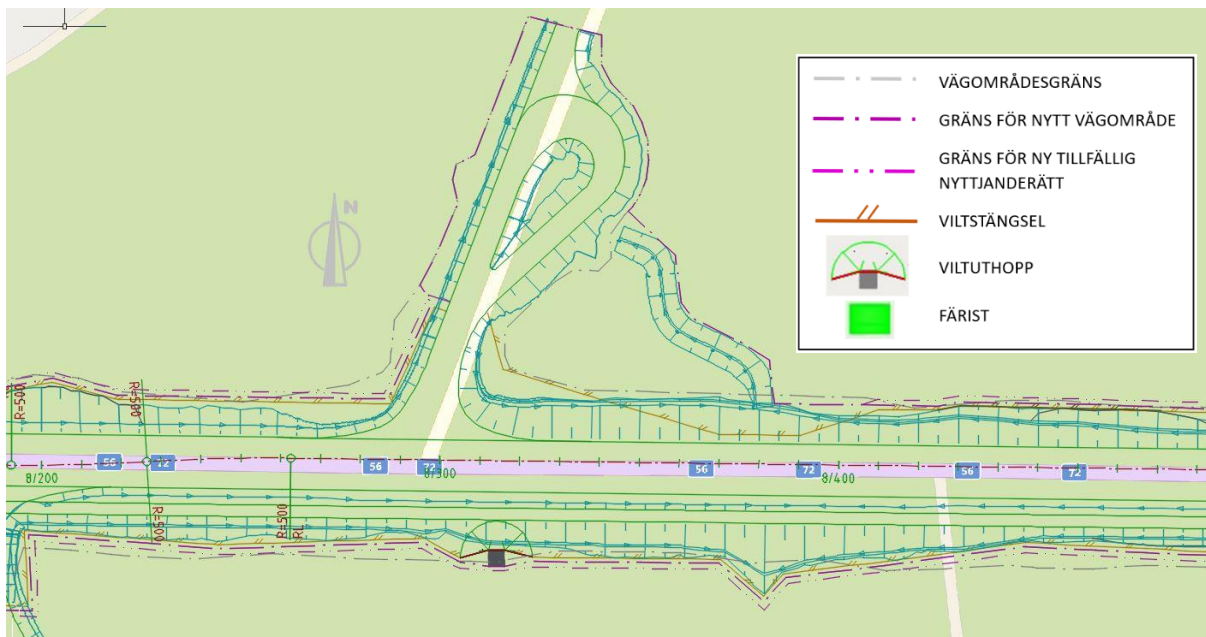 N
VÄGOMRÅDESGRÄNS
GRÄNS FÖR NYTT VÄGOMRÅDE
GRÄNS FÖR NY TILLFÄLLIG
NYTTJANDERÄTT
VILTSTÄNGSEL
VILTUTHOPP
FÄRIST
R=500
R=500
56
72
56
72
56
72
56
72
8/200
8/300
8/400
R=500
R=500
RL